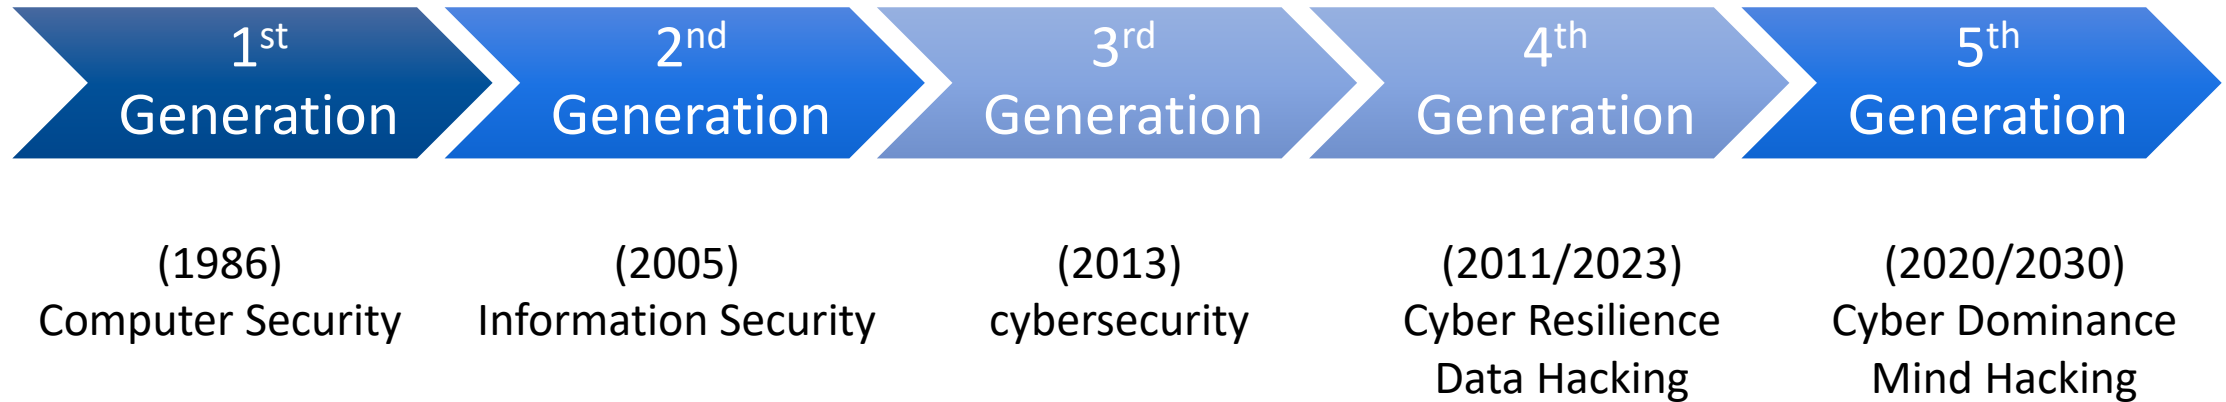 1st
Generation
2nd
Generation
3rd
Generation
4th
Generation
5th
Generation
(1986)
Computer Security
(2005)
Information Security
(2013)
cybersecurity
(2011/2023)
Cyber Resilience
Data Hacking
(2020/2030)
Cyber Dominance
Mind Hacking